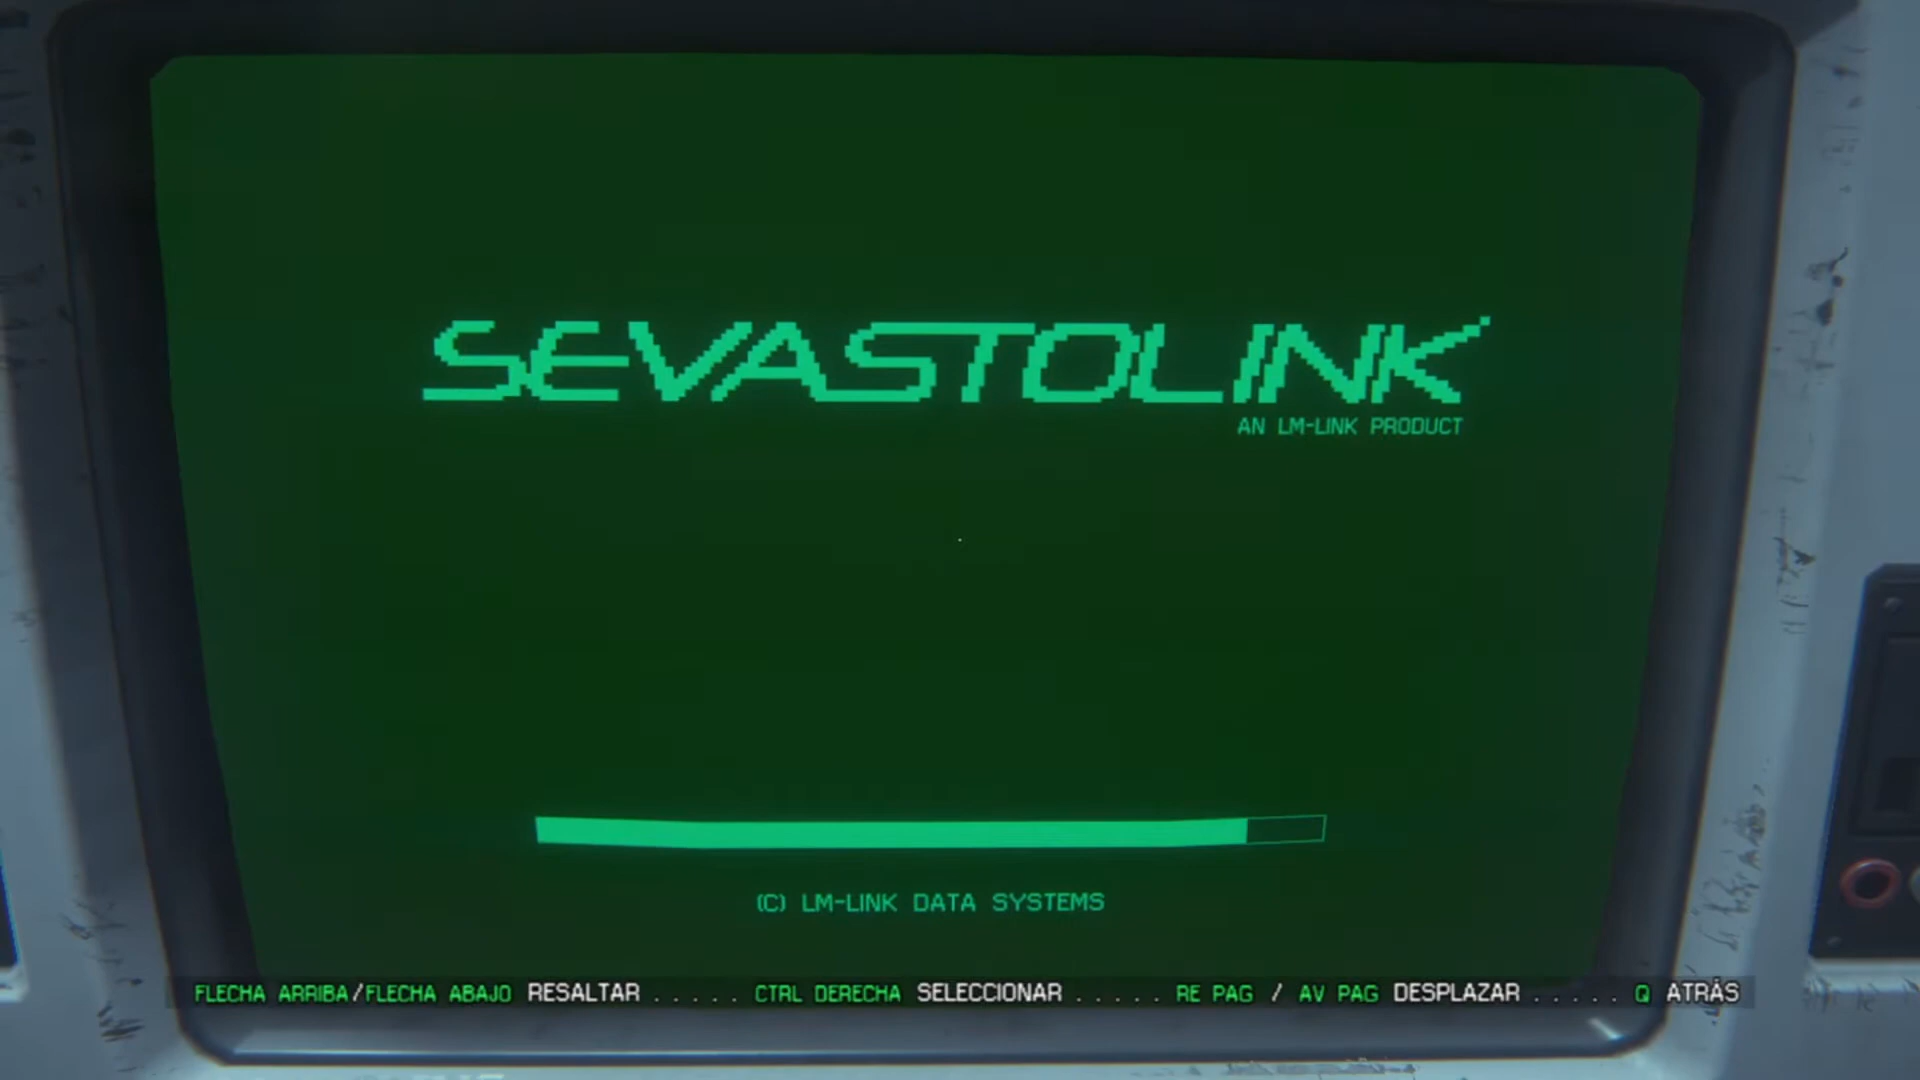 SEVASTOLINK
AN LM-LINK PRODUCT
(C) LM-LINK DATA SYSTEMS
FLECHA ARRIBA/FLECHA ABAJO RESALTAR ..... CTRL DERECHA SELECCIONAR ..... RE PAG / AV PAG DESPLAZAR ..... Q ATRÁS